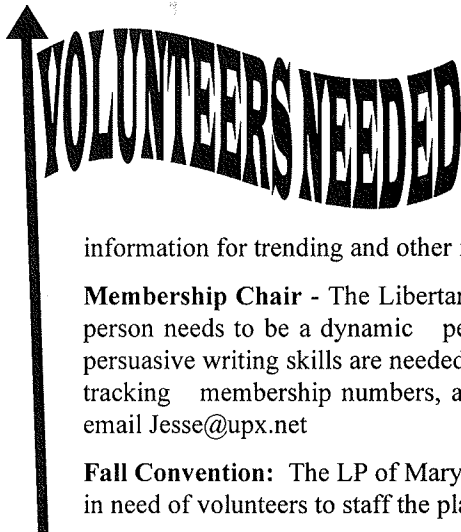 VOLUNTEERS NEEDED
information for trending and other
Membership Chair - The Libertar
person needs to be a dynamic pe
persuasive writing skills are needed
tracking membership numbers, a
email Jesse@upx.net
Fall Convention: The LP of Mary
in need of volunteers to staff the pla